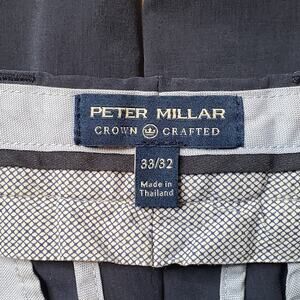 PETER MILLAR
CROWN CRAFTED
33/32
Made in
Thailand